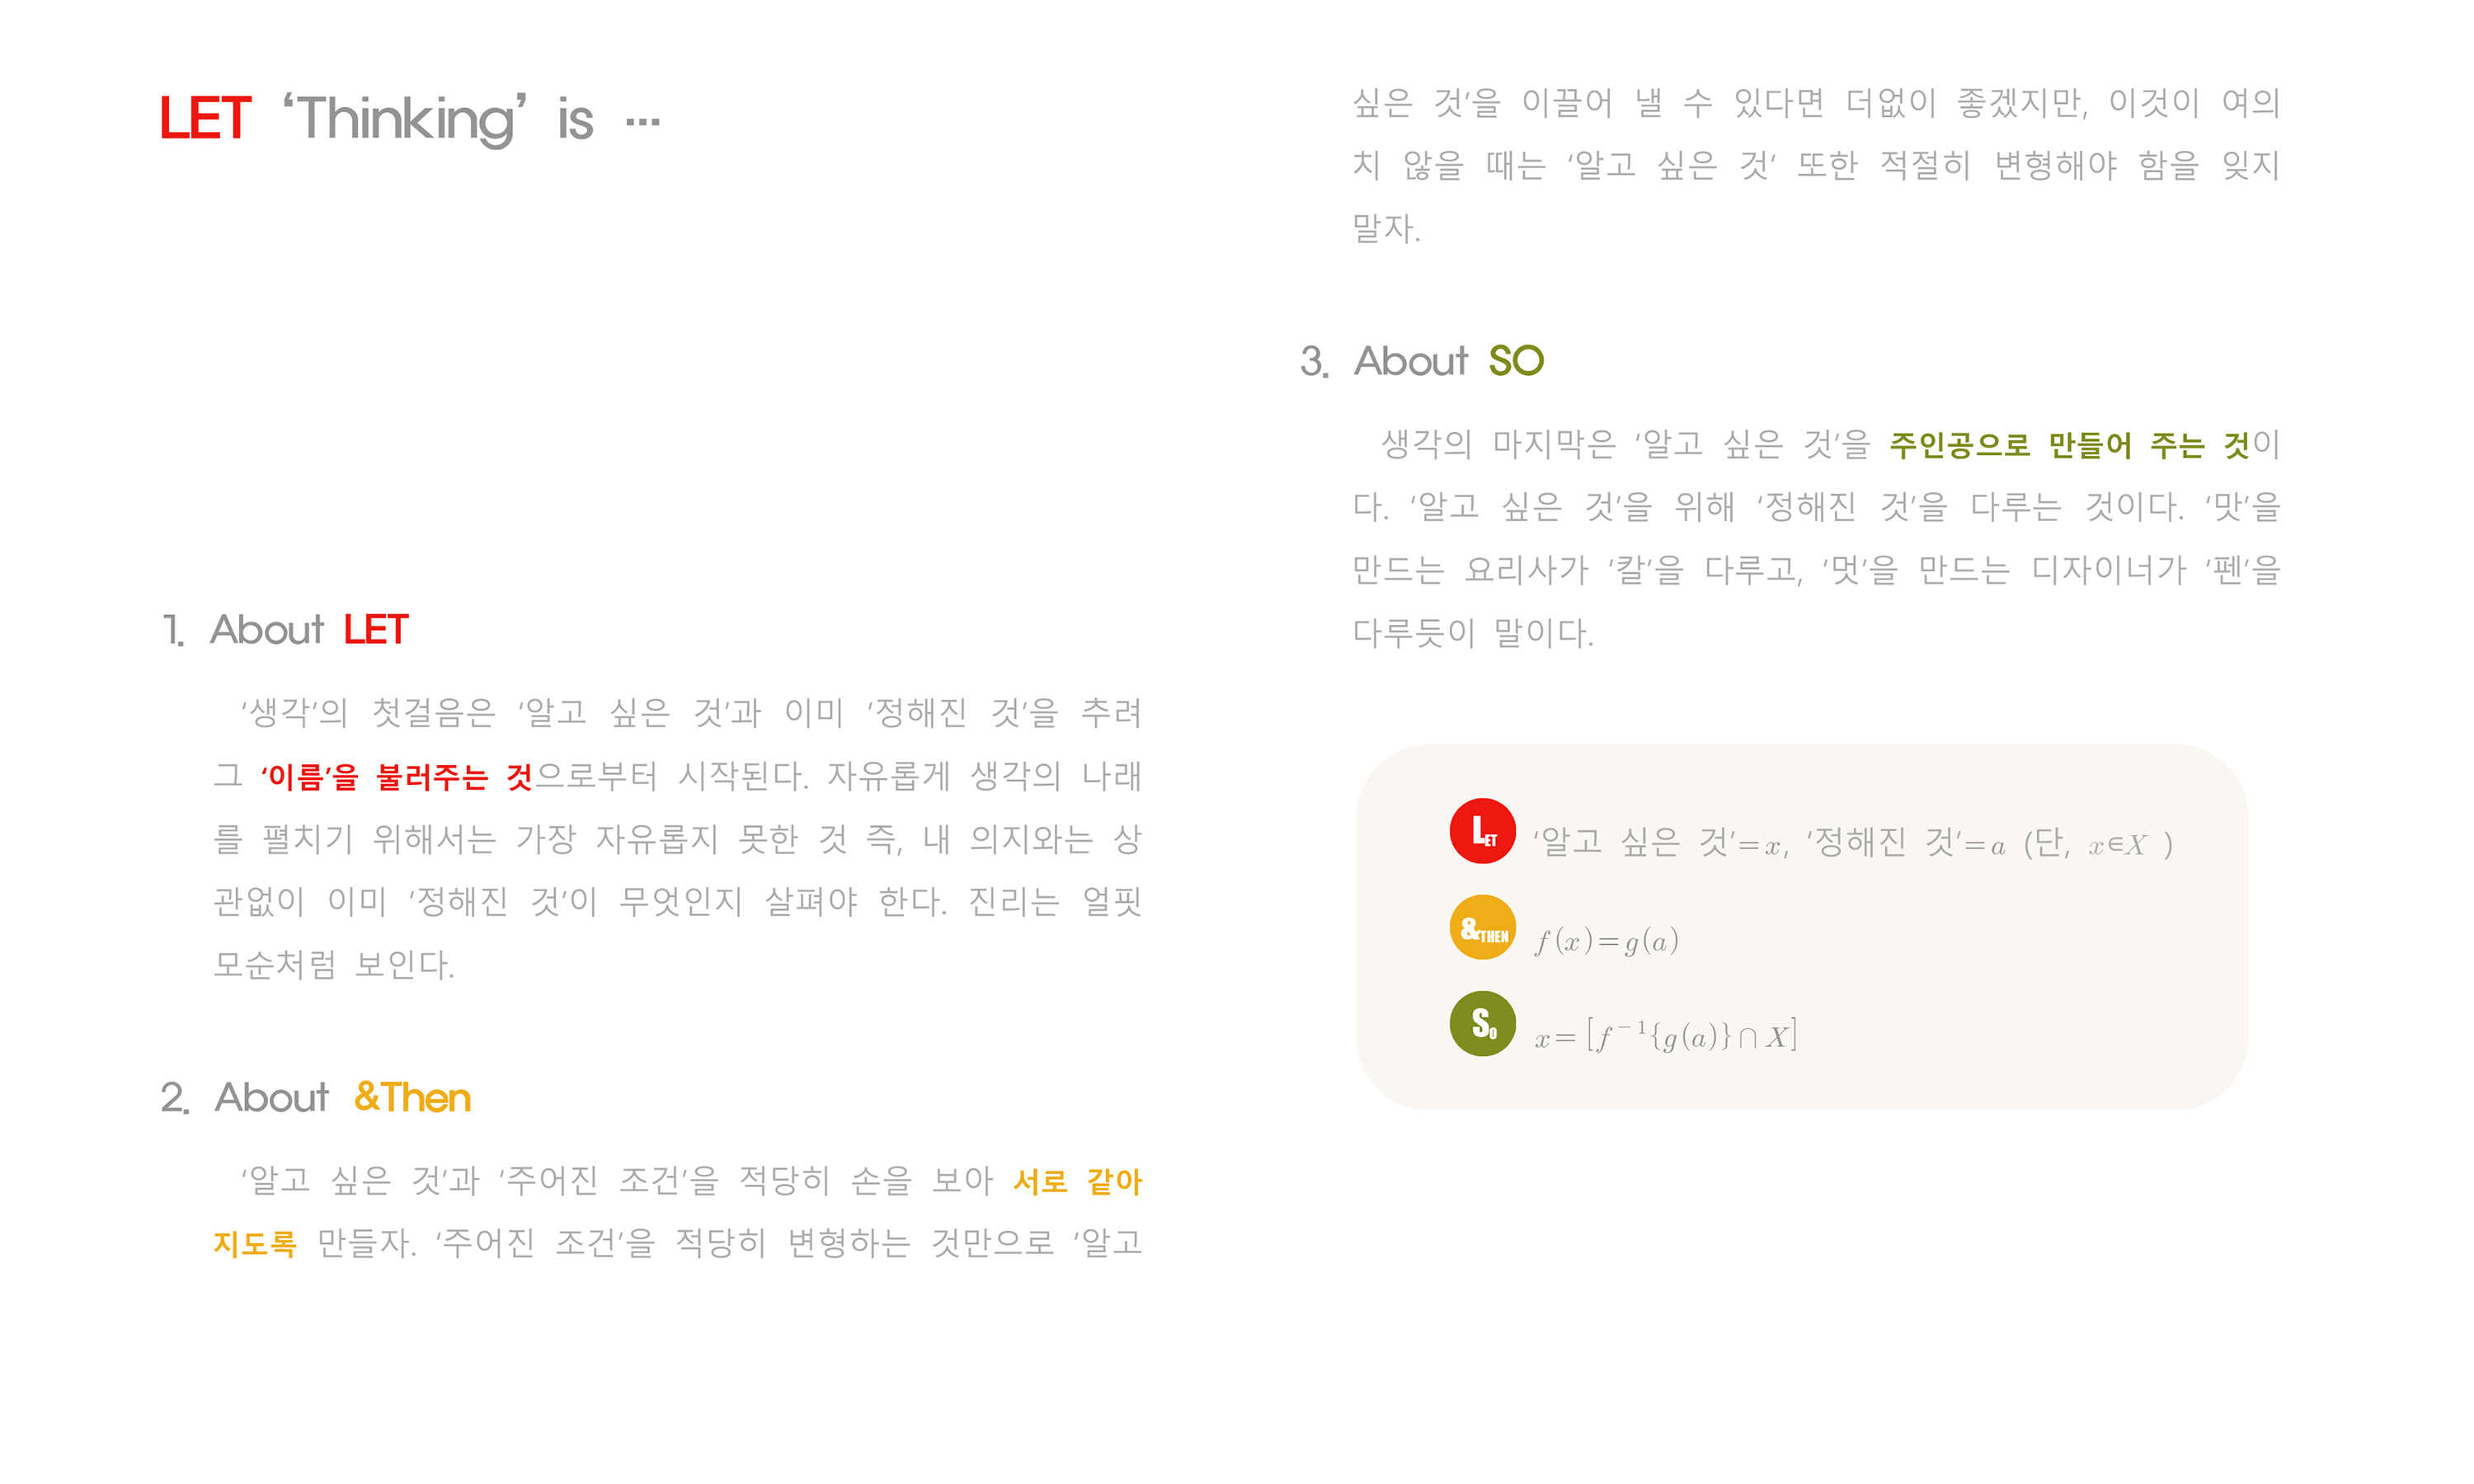 LET ‘Thinking’ is ···
1. About LET
‘생각’의 첫걸음은 ‘알고 싶은 것’과 이미 ‘정해진 것’을 추려
그 ‘이름’을 불러주는 것으로부터 시작된다. 자유롭게 생각의 나래
를 펼치기 위해서는 가장 자유롭지 못한 것 즉, 내 의지와는 상
관없이 이미 ‘정해진 것’이 무엇인지 살펴야 한다. 진리는 얼핏
모순처럼 보인다.
2. About &Then
‘알고 싶은 것’과 ‘주어진 조건’을 적당히 손을 보아 서로 같아
지도록 만들자. ‘주어진 조건’을 적당히 변형하는 것만으로 ‘알고
싶은 것’을 이끌어 낼 수 있다면 더없이 좋겠지만, 이것이 여의
치 않을 때는 ‘알고 싶은 것’ 또한 적절히 변형해야 함을 잊지
말자.
3. About SO
생각의 마지막은 ‘알고 싶은 것’을 주인공으로 만들어 주는 것이
다. ‘알고 싶은 것’을 위해 ‘정해진 것’을 다루는 것이다. ‘맛’을
만드는 요리사가 ‘칼’을 다루고, ‘멋’을 만드는 디자이너가 ‘펜’을
다루듯이 말이다.
LET ‘알고 싶은 것’=x, ‘정해진 것’=a (단, x∈X )
&THEN f(x)=g(a)
So x=[f⁻¹{g(a)}∩X]